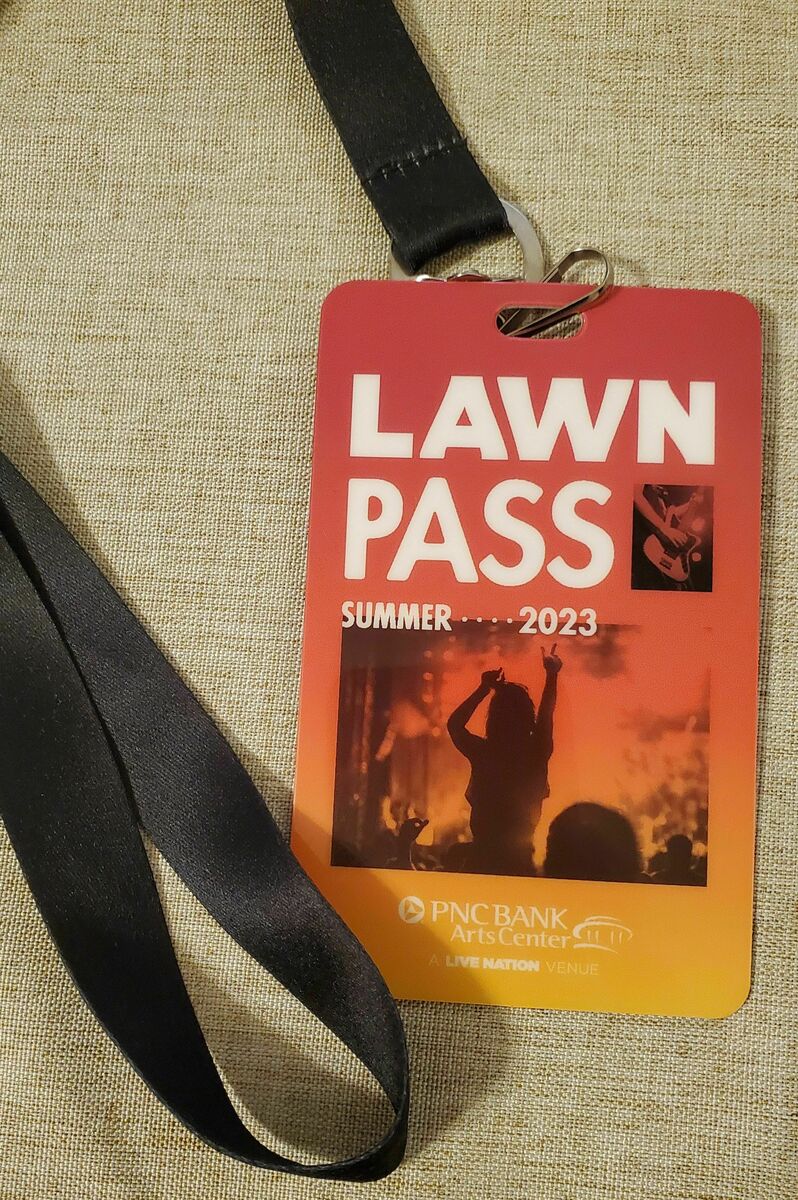 LAWN
PASS
SUMMER ···· 2023
PNC BANK
Arts Center
A LIVE NATION VENUE